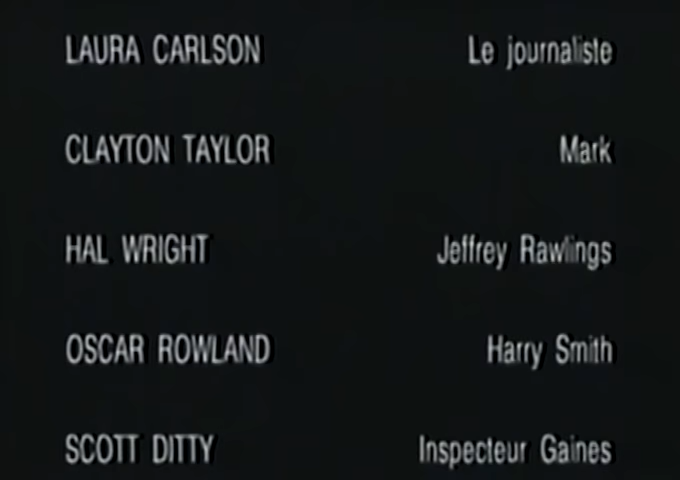 LAURA CARLSON Le journaliste
CLAYTON TAYLOR Mark
HAL WRIGHT Jeffrey Rawlings
OSCAR ROWLAND Harry Smith
SCOTT DITTY Inspecteur Gaines